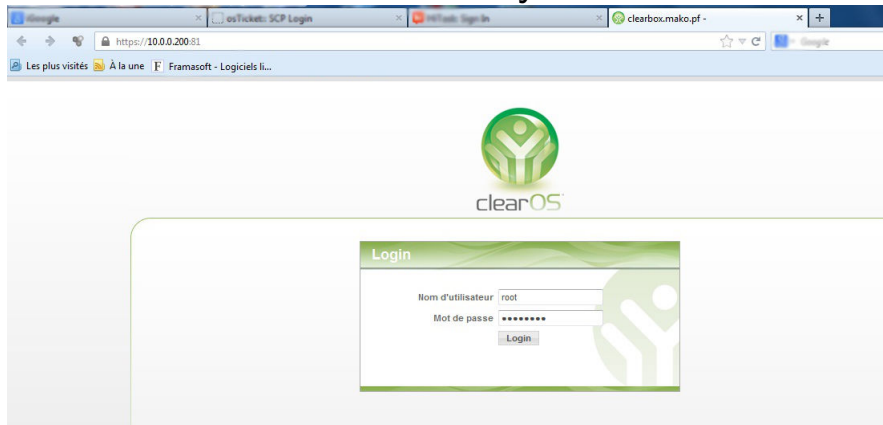 osTicket: SCP Login
clearbox.mako.pf -
https://10.0.0.200:81
Les plus visités À la une F Framasoft - Logiciels li...
clearOS
Login
Nom d'utilisateur root
Mot de passe ••••••••
Login